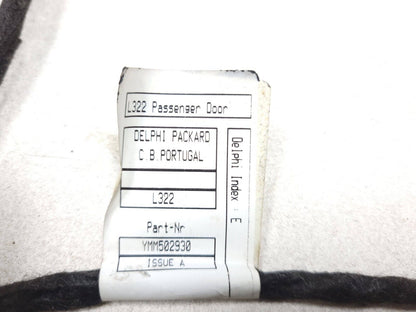 L322 Passenger Door
DELPHI PACKARD
C B PORTUGAL
L322
Part-Nr
YMM502930
ISSUE A
Delphi Index : E